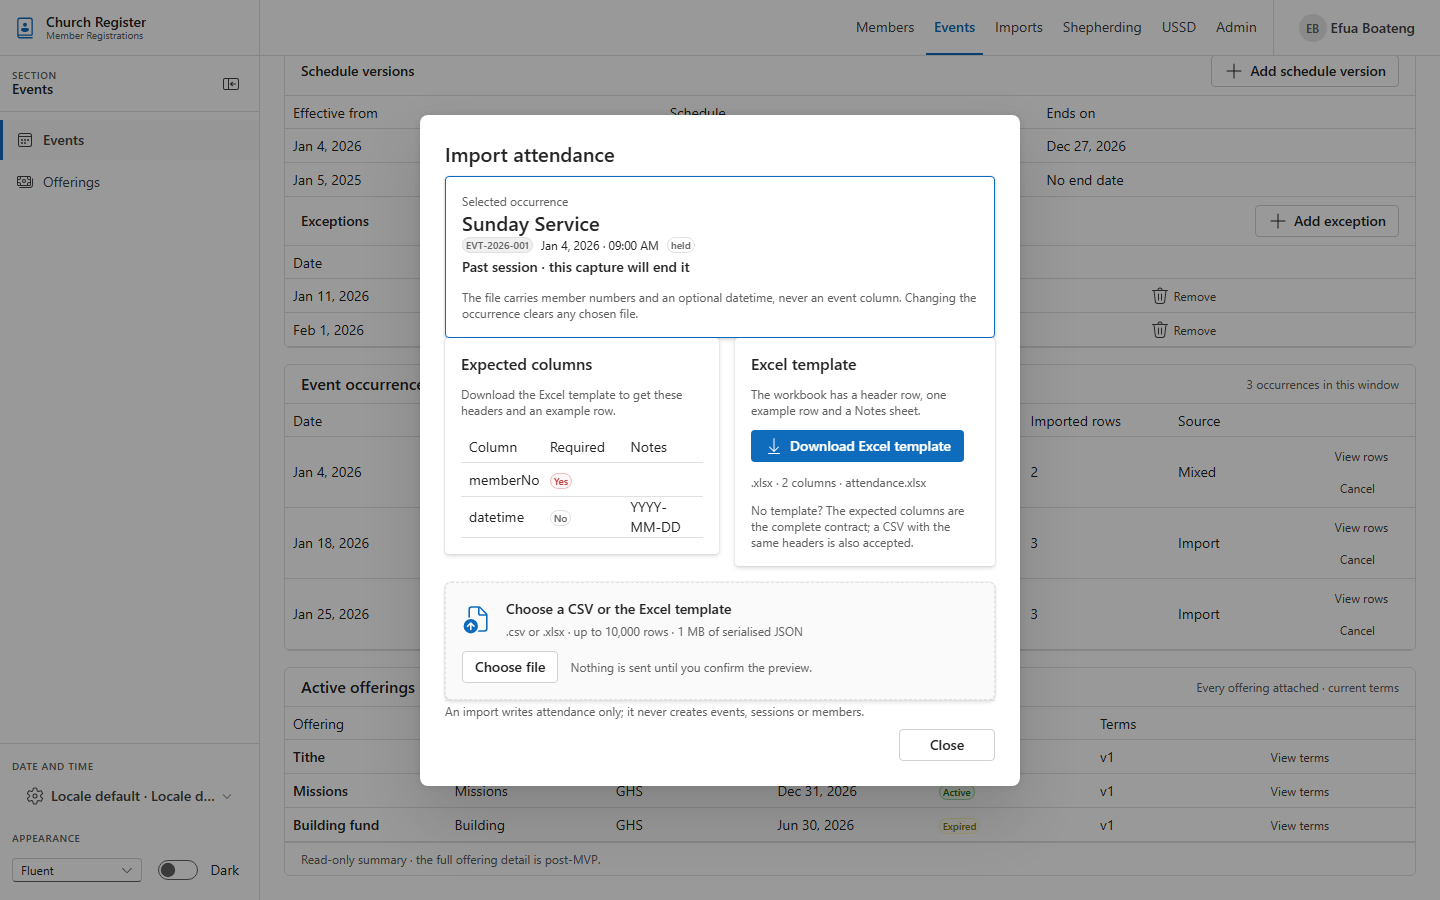 Church Register
Member Registrations
Members
Events
Imports
Shepherding
USSD
Admin
EB
Efua Boateng
SECTION
Events
Events
Offerings
DATE AND TIME
Locale default · Locale d...
APPEARANCE
Fluent
Dark
Schedule versions
Add schedule version
Effective from
Schedule
Ends on
Jan 4, 2026
Dec 27, 2026
Jan 5, 2025
No end date
Exceptions
Add exception
Date
Jan 11, 2026
Remove
Feb 1, 2026
Remove
Event occurrence
3 occurrences in this window
Date
Imported rows
Source
Jan 4, 2026
2
Mixed
View rows
Cancel
Jan 18, 2026
3
Import
View rows
Cancel
Jan 25, 2026
3
Import
View rows
Cancel
Active offerings
Every offering attached · current terms
Offering
Terms
Tithe
v1
View terms
Missions
Missions
GHS
Dec 31, 2026
Active
v1
View terms
Building fund
Building
GHS
Jun 30, 2026
Expired
v1
View terms
Read-only summary · the full offering detail is post-MVP.
Import attendance
Selected occurrence
Sunday Service
EVT-2026-001
Jan 4, 2026 · 09:00 AM
held
Past session · this capture will end it
The file carries member numbers and an optional datetime, never an event column. Changing the
occurrence clears any chosen file.
Expected columns
Download the Excel template to get these
headers and an example row.
Column
Required
Notes
memberNo
Yes
datetime
No
YYYY-
MM-DD
Excel template
The workbook has a header row, one
example row and a Notes sheet.
Download Excel template
.xlsx · 2 columns · attendance.xlsx
No template? The expected columns are
the complete contract; a CSV with the
same headers is also accepted.
Choose a CSV or the Excel template
.csv or .xlsx · up to 10,000 rows · 1 MB of serialised JSON
Choose file
Nothing is sent until you confirm the preview.
An import writes attendance only; it never creates events, sessions or members.
Close